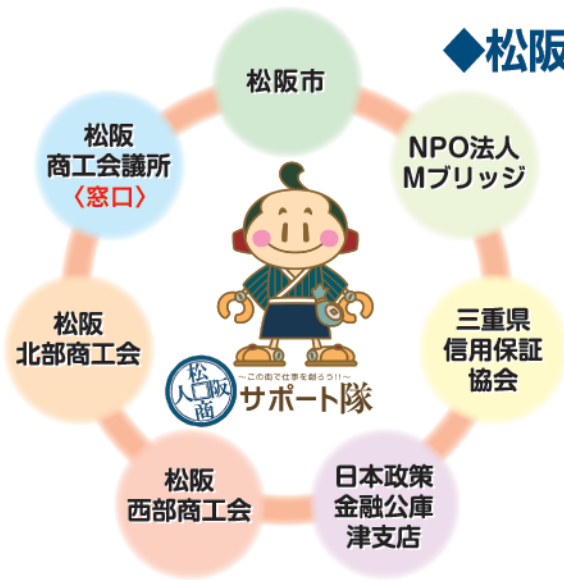 ◆松阪
松阪市
NPO法人
Mブリッジ
三重県
信用保証
協会
日本政策
金融公庫
津支店
松阪
西部商工会
松阪
北部商工会
松阪
商工会議所
〈窓口〉
松阪商人
～この街で仕事を創ろう!!～
サポート隊